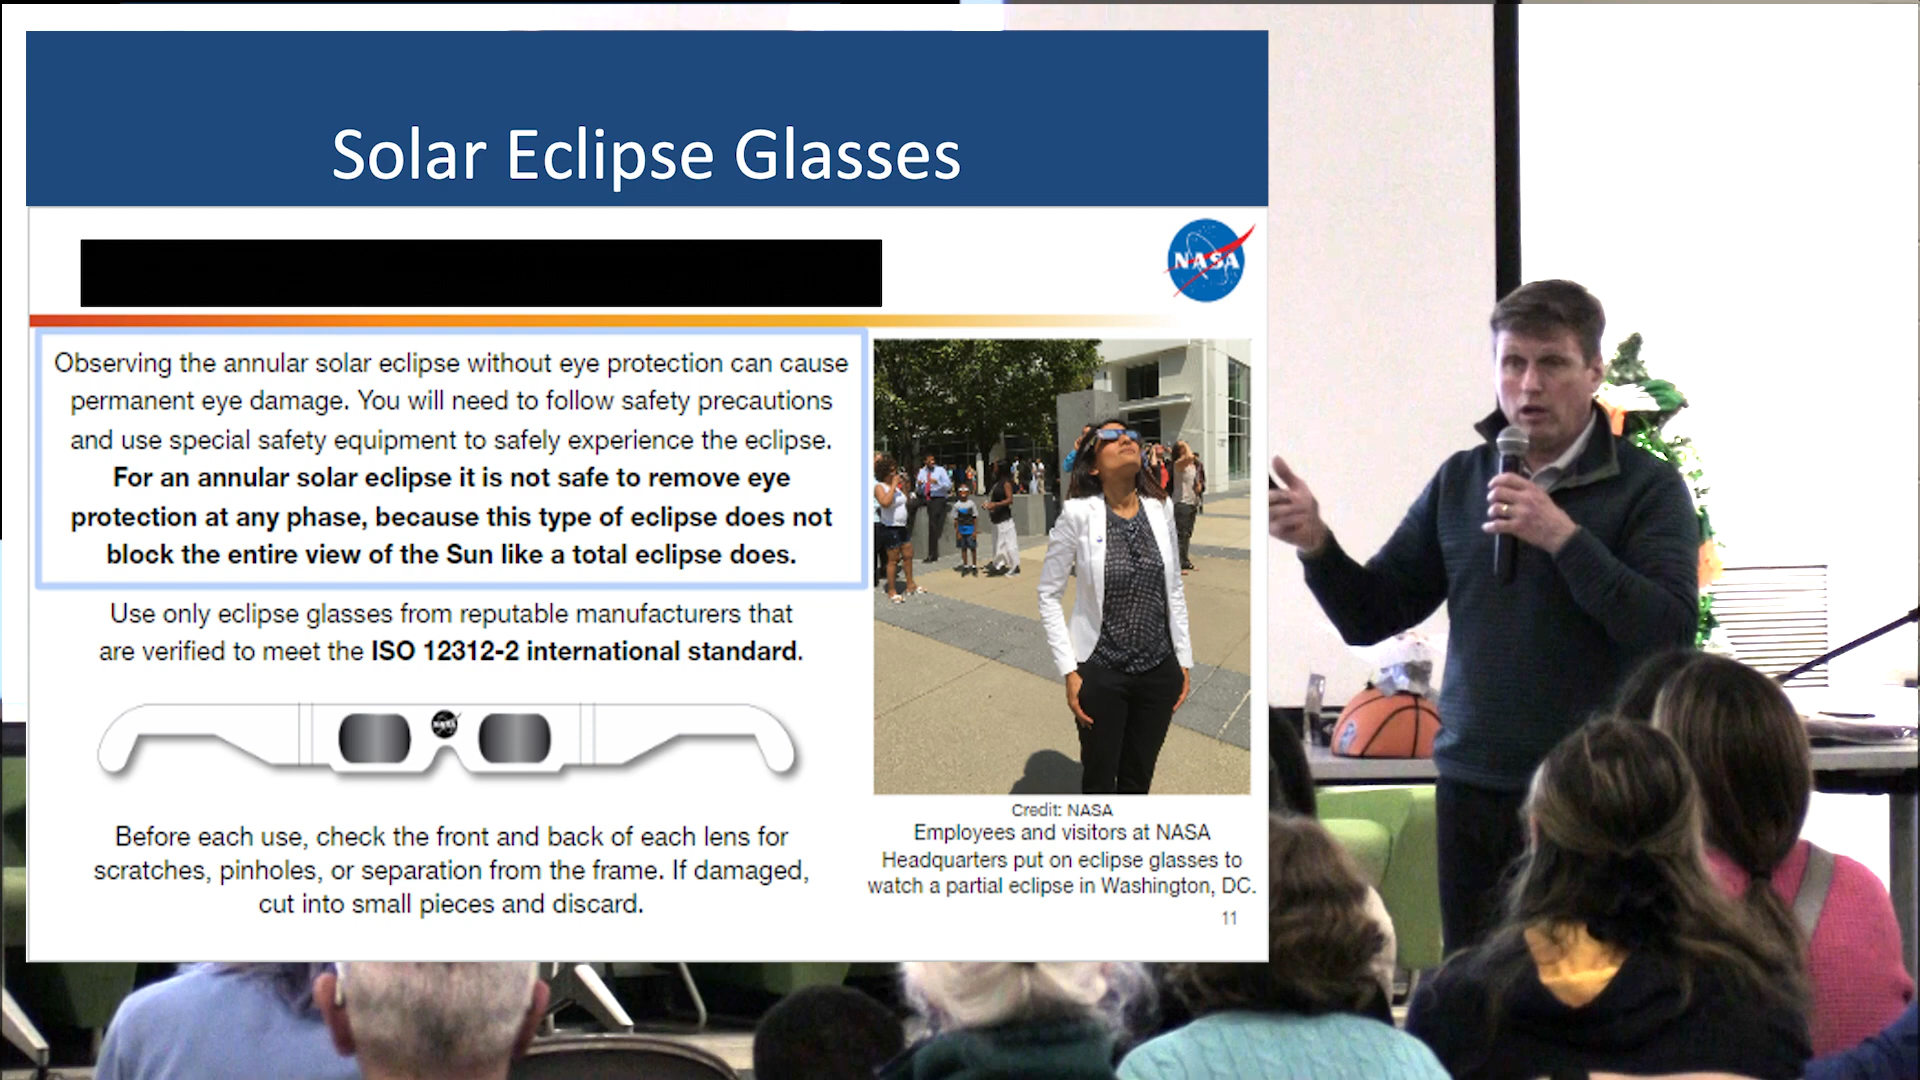 Solar Eclipse Glasses
NASA
Observing the annular solar eclipse without eye protection can cause
permanent eye damage. You will need to follow safety precautions
and use special safety equipment to safely experience the eclipse.
For an annular solar eclipse it is not safe to remove eye
protection at any phase, because this type of eclipse does not
block the entire view of the Sun like a total eclipse does.
Use only eclipse glasses from reputable manufacturers that
are verified to meet the ISO 12312-2 international standard.
NASA
Before each use, check the front and back of each lens for
scratches, pinholes, or separation from the frame. If damaged,
cut into small pieces and discard.
Credit: NASA
Employees and visitors at NASA
Headquarters put on eclipse glasses to
watch a partial eclipse in Washington, DC.
11